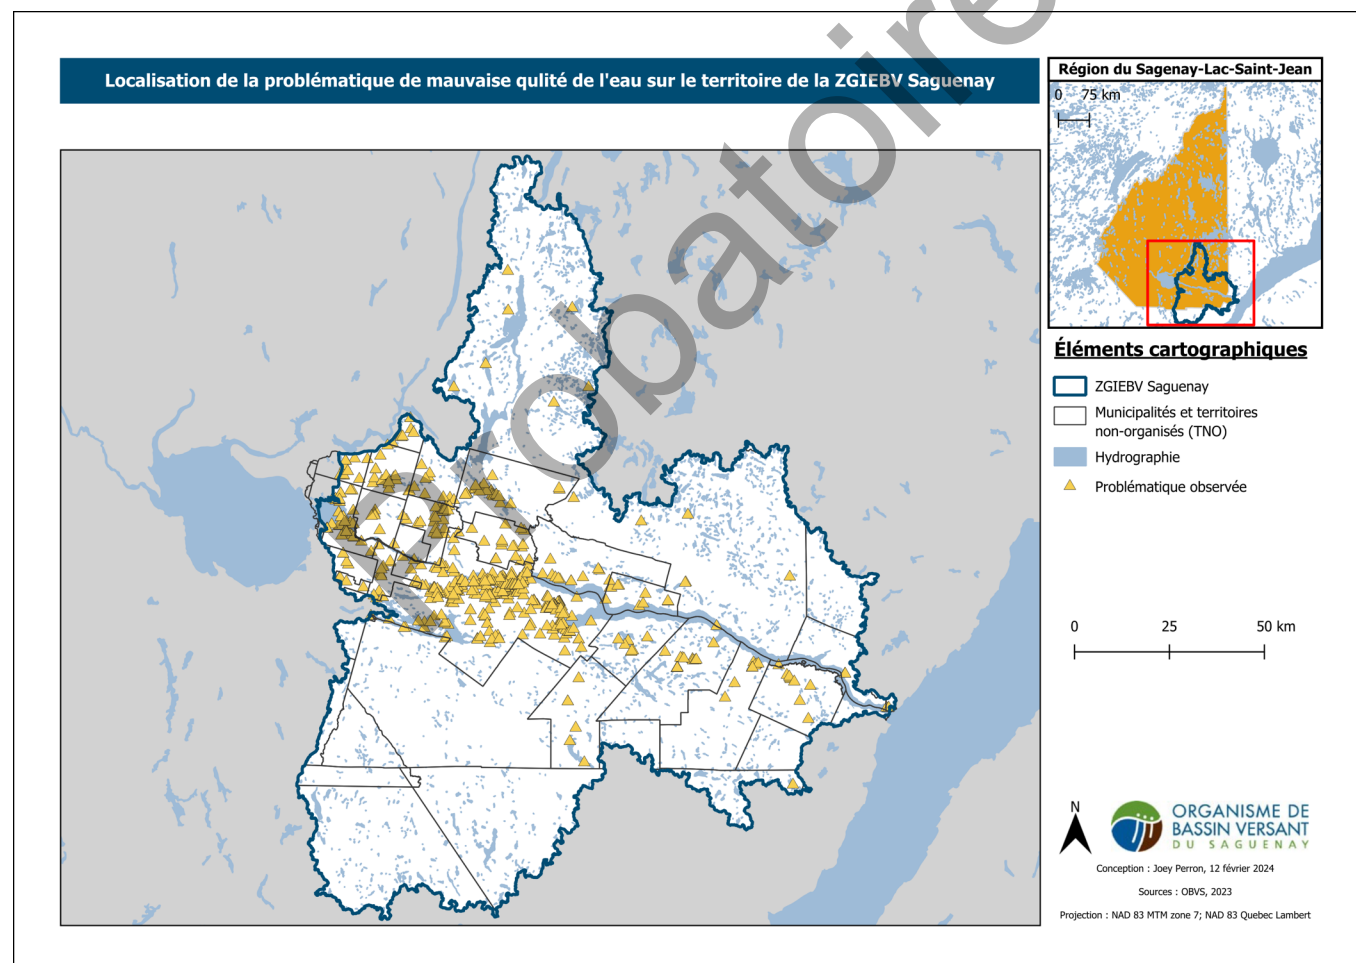 Localisation de la problématique de mauvaise qulité de l'eau sur le territoire de la ZGIEBV Saguenay
Région du Sagenay-Lac-Saint-Jean
0 75 km
Éléments cartographiques
ZGIEBV Saguenay
Municipalités et territoires
non-organisés (TNO)
Hydrographie
Problématique observée
0 25 50 km
N
ORGANISME DE
BASSIN VERSANT
DU SAGUENAY
Conception : Joey Perron, 12 février 2024
Sources : OBVS, 2023
Projection : NAD 83 MTM zone 7; NAD 83 Quebec Lambert
Probatoire